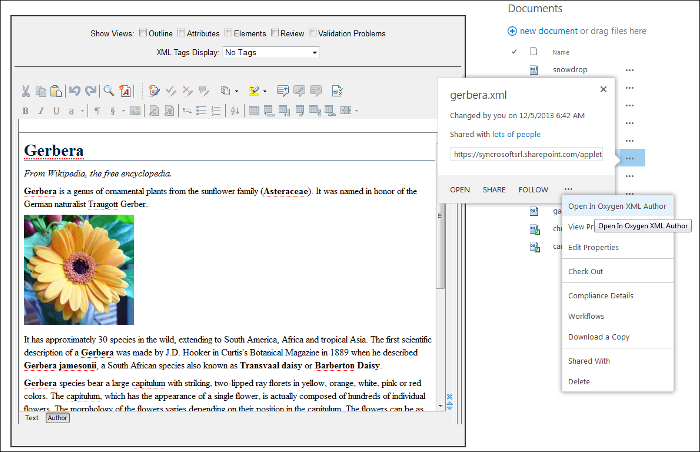 Show Views: Outline Attributes Elements Review Validation Problems
XML Tags Display: No Tags
B I U a ¶ §
Gerbera
From Wikipedia, the free encyclopedia.
Gerbera is a genus of ornamental plants from the sunflower family (Asteraceae). It was named in honor of the
German naturalist Traugott Gerber.
It has approximately 30 species in the wild, extending to South America, Africa and tropical Asia. The first scientific
description of a Gerbera was made by J.D. Hooker in Curtis's Botanical Magazine in 1889 when he described
Gerbera jamesonii, a South African species also known as Transvaal daisy or Barberton Daisy.
Gerbera species bear a large capitulum with striking, two-lipped ray florets in yellow, orange, white, pink or red
colors. The capitulum, which has the appearance of a single flower, is actually composed of hundreds of individual
flowers. The morphology of the flowers varies depending on their position in the capitulum. The flowers can be as
Text Author
Documents
new document or drag files here
Name
snowdrop
gerbera.xml
Changed by you on 12/5/2013 6:42 AM
Shared with lots of people
https://syncrosoftsrl.sharepoint.com/applet
OPEN SHARE FOLLOW
ga
Open In Oxygen XML Author
View Pr
Open In Oxygen XML Author
Edit Properties
Check Out
Compliance Details
Workflows
Download a Copy
Shared With
Delete